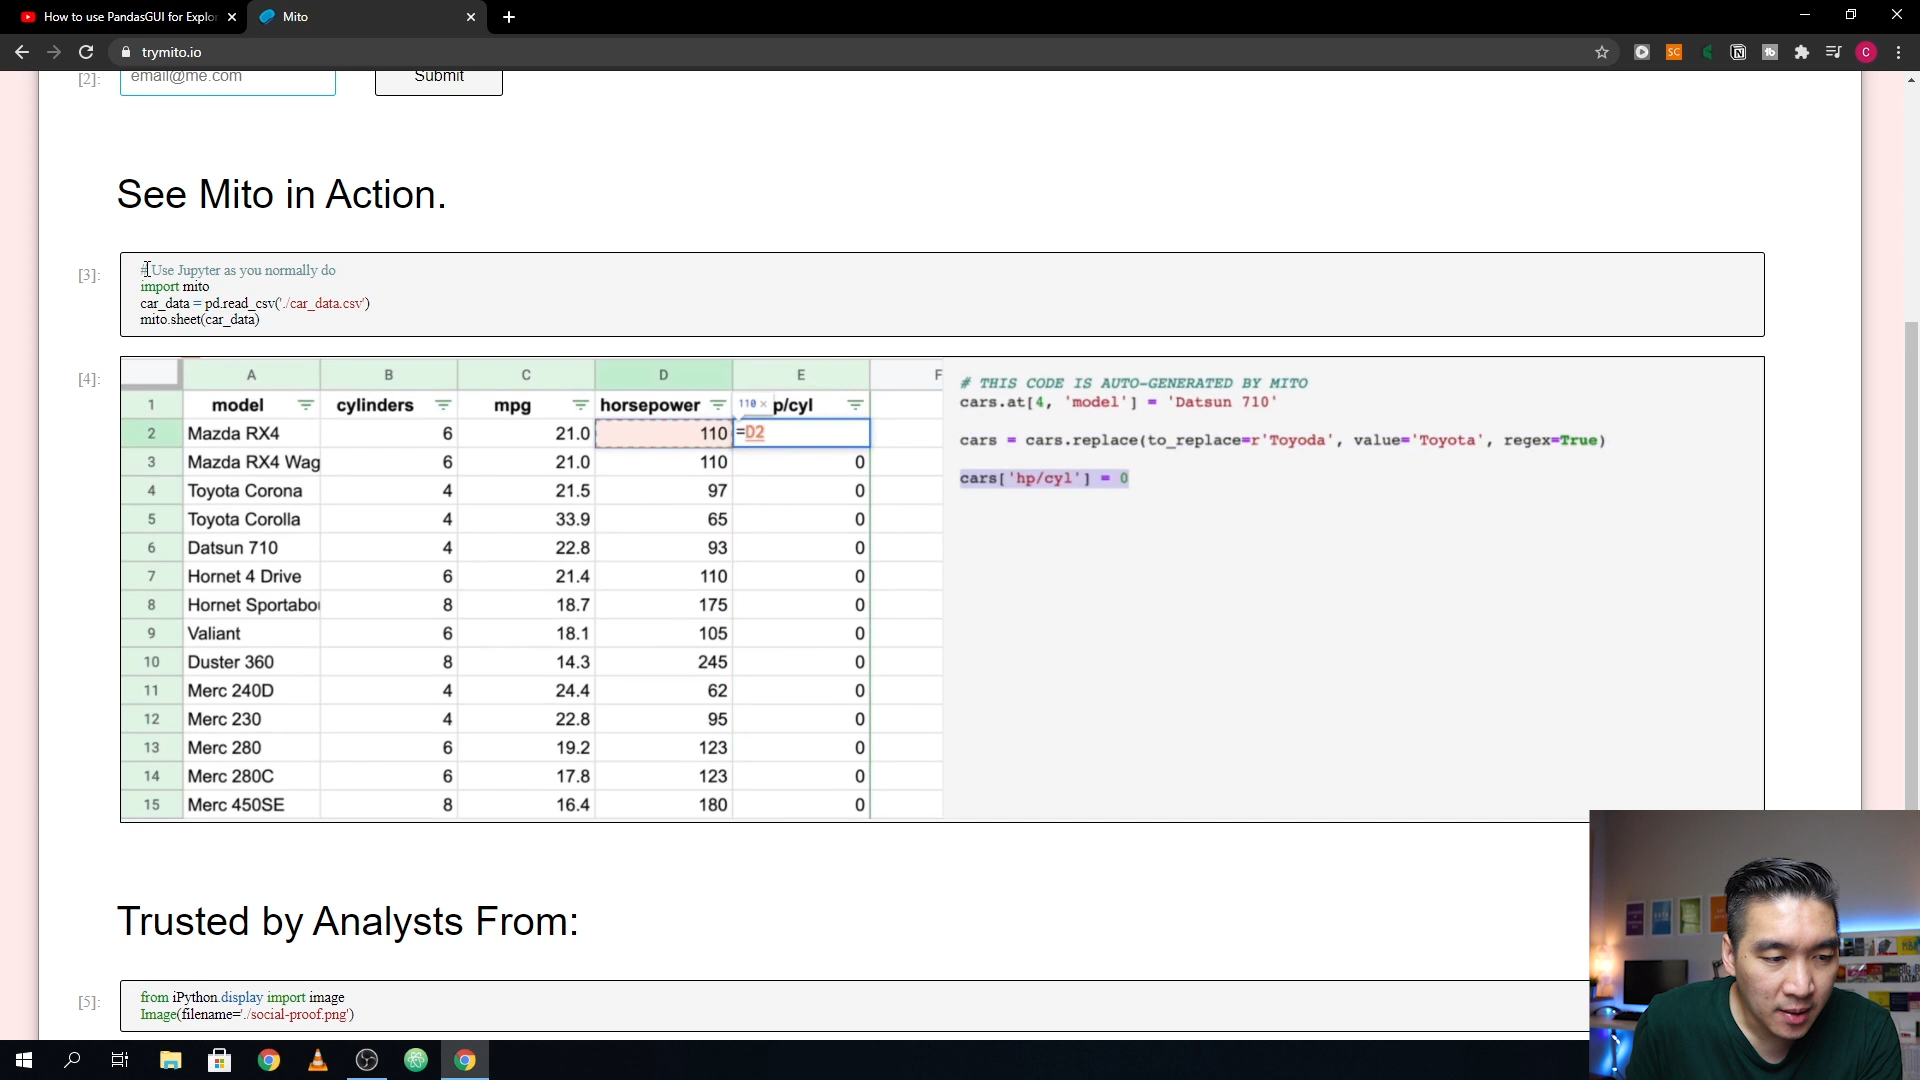 How to use PandasGUI for Explor
Mito
trymito.io
[2]:
email@me.com
Submit
See Mito in Action.
[3]:
# Use Jupyter as you normally do
import mito
car_data = pd.read_csv('./car_data.csv')
mito.sheet(car_data)
[4]:
A B C D E F
1 model cylinders mpg horsepower 110 × p/cyl
2 Mazda RX4 6 21.0 110 =D2
3 Mazda RX4 Wag 6 21.0 110 0
4 Toyota Corona 4 21.5 97 0
5 Toyota Corolla 4 33.9 65 0
6 Datsun 710 4 22.8 93 0
7 Hornet 4 Drive 6 21.4 110 0
8 Hornet Sportabou 8 18.7 175 0
9 Valiant 6 18.1 105 0
10 Duster 360 8 14.3 245 0
11 Merc 240D 4 24.4 62 0
12 Merc 230 4 22.8 95 0
13 Merc 280 6 19.2 123 0
14 Merc 280C 6 17.8 123 0
15 Merc 450SE 8 16.4 180 0
# THIS CODE IS AUTO-GENERATED BY MITO
cars.at[4, 'model'] = 'Datsun 710'
cars = cars.replace(to_replace=r'Toyoda', value='Toyota', regex=True)
cars['hp/cyl'] = 0
Trusted by Analysts From:
[5]:
from iPython.display import image
Image(filename='./social-proof.png')